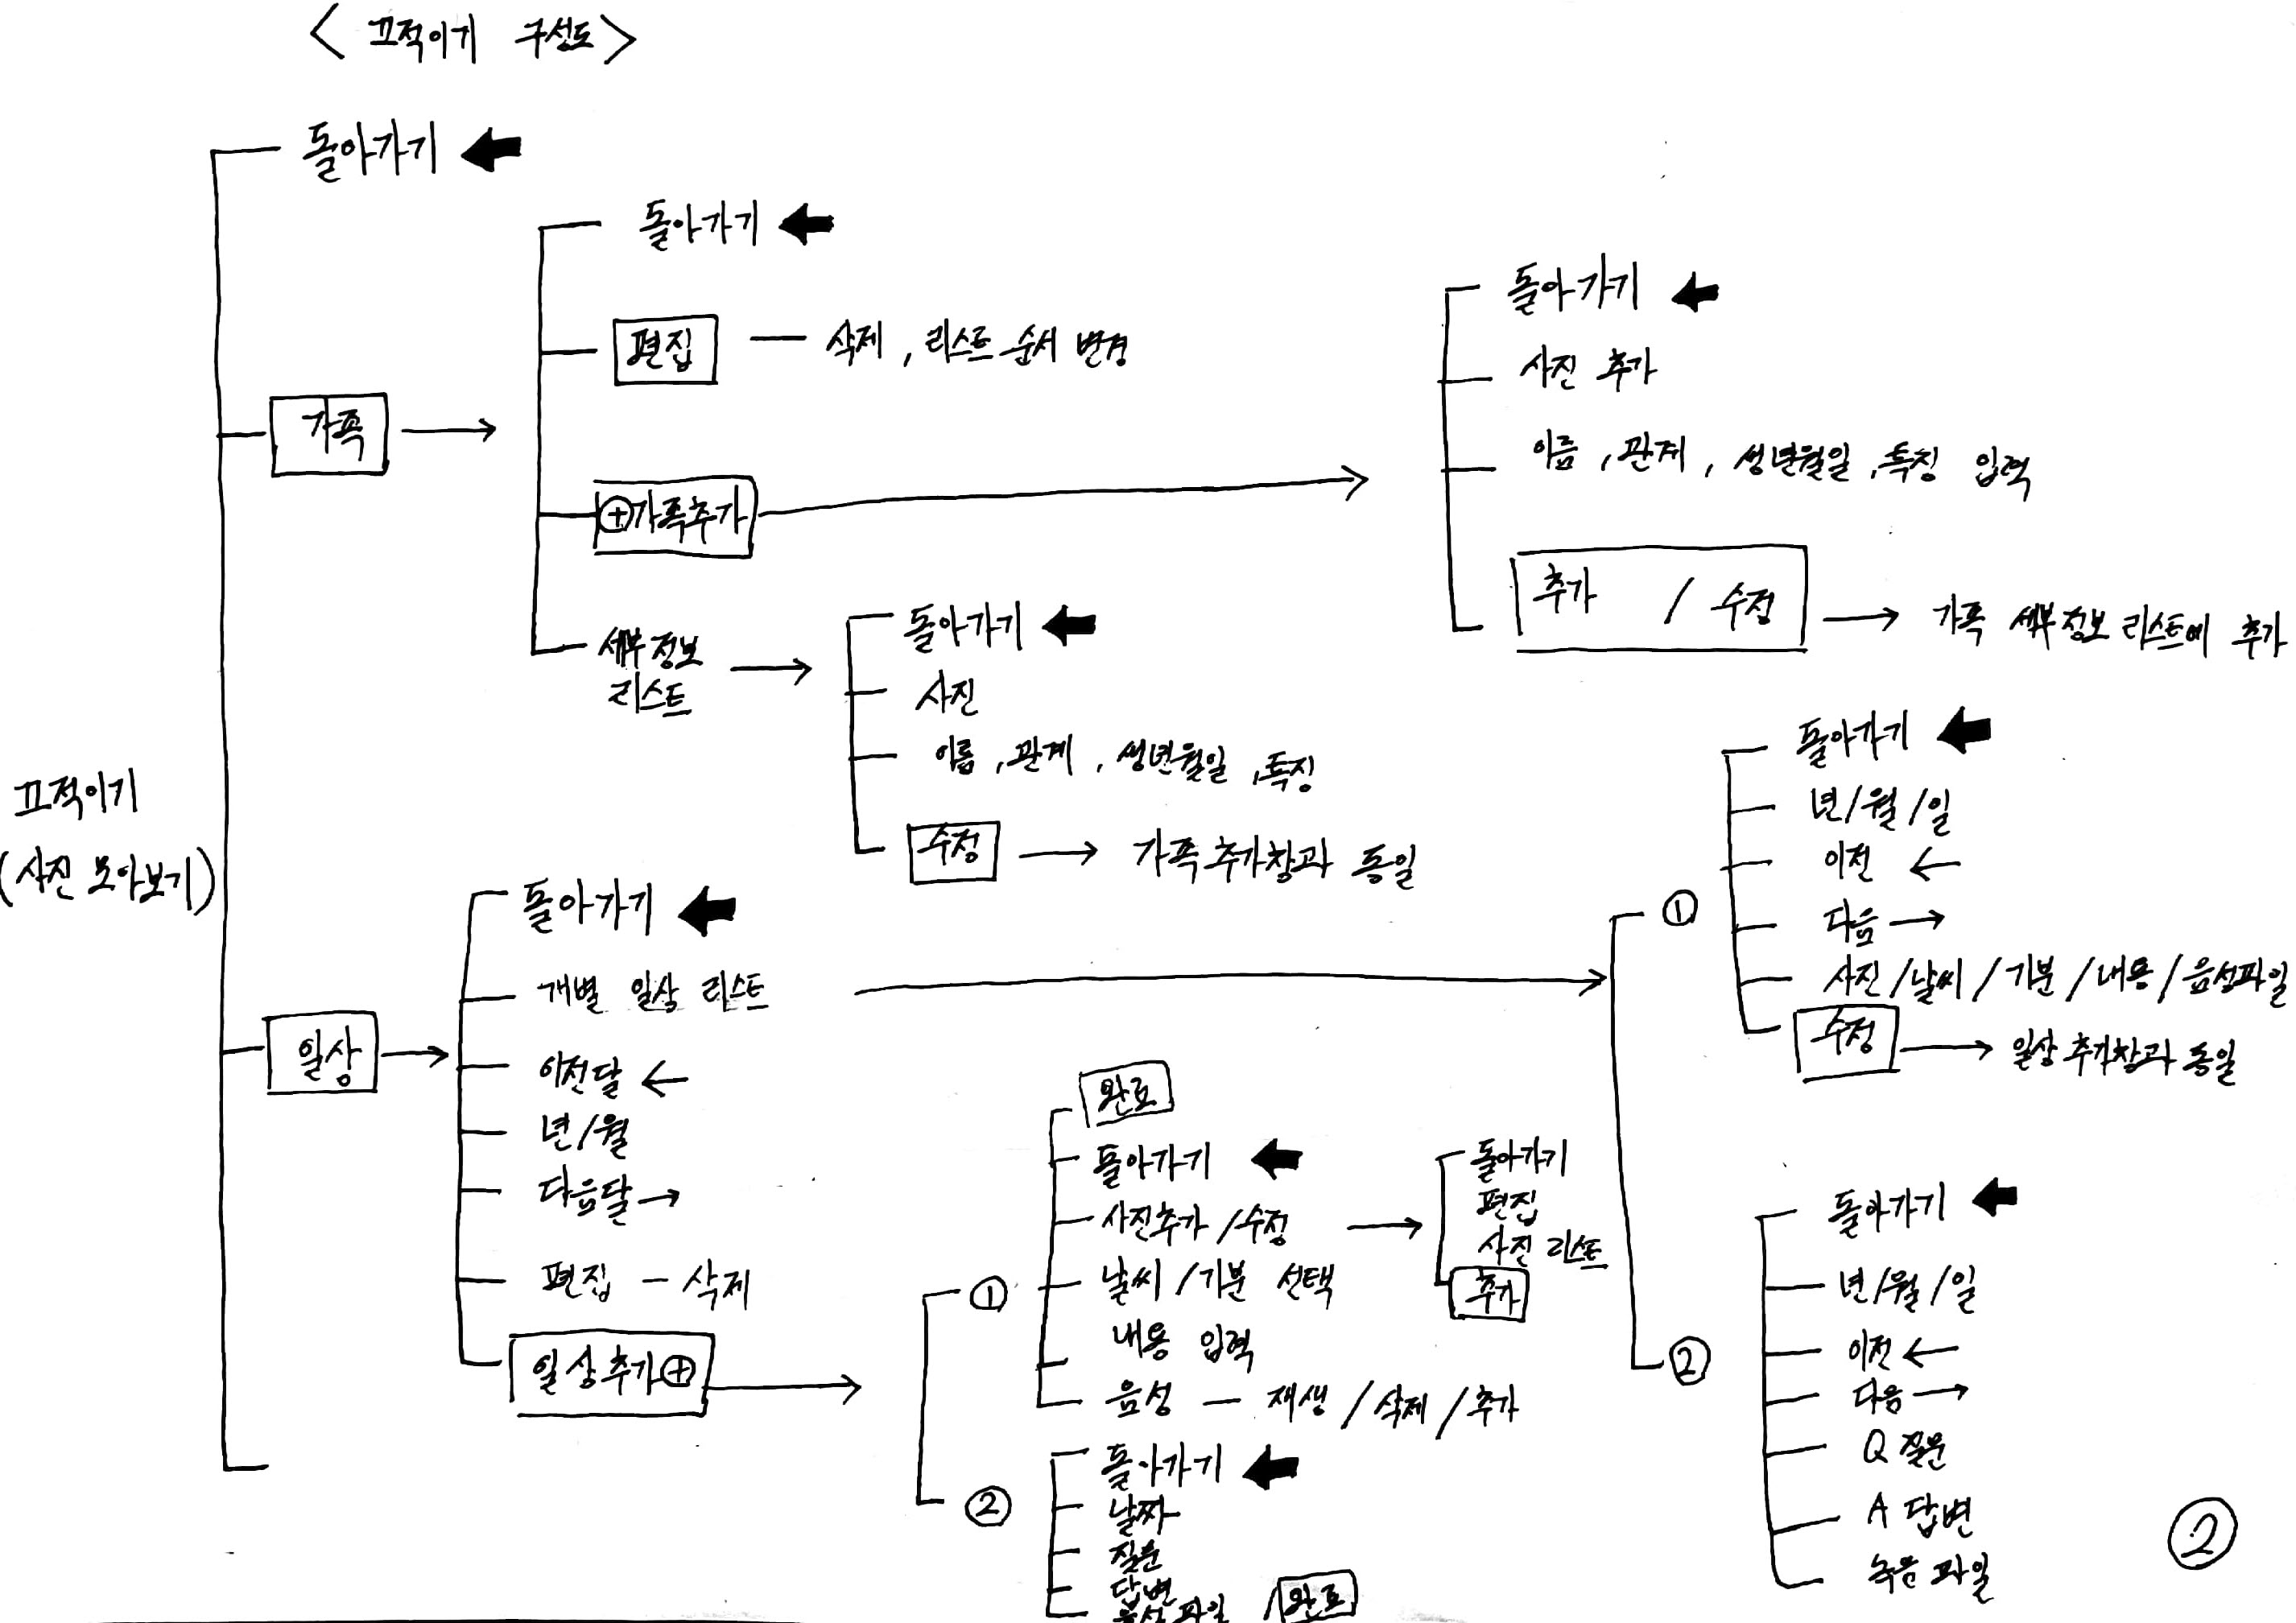 < 끄적이기 구성도 >
끄적이기
(사진 모아보기)
돌아가기 ←
가족 →
돌아가기 ←
편집 — 삭제, 리스트 순서 변경
⊕가족추가 →
돌아가기 ←
사진 추가
이름, 관계, 생년월일, 특징 입력
추가 / 수정 → 가족 세부정보 리스트에 추가
세부정보
리스트 →
돌아가기 ←
사진
이름, 관계, 생년월일, 특징
수정 → 가족추가창과 동일
일상 →
돌아가기 ←
개별 일상 리스트 →
①
돌아가기 ←
년/월/일
이전 ←
다음 →
사진/날씨/기분/내용/음성파일
수정 → 일상추가창과 동일
②
돌아가기 ←
년/월/일
이전 ←
다음 →
Q 질문
A 답변
녹음파일
이전달 ←
년/월
다음달 →
편집 - 삭제
일상추가⊕ →
①
완료
돌아가기 ←
사진추가/수정 →
돌아가기
편집
사진 리스트
추가
날씨/기분 선택
내용 입력
음성 — 재생/삭제/추가
②
돌아가기 ←
날짜
질문
답변
음성파일 / 완료
②